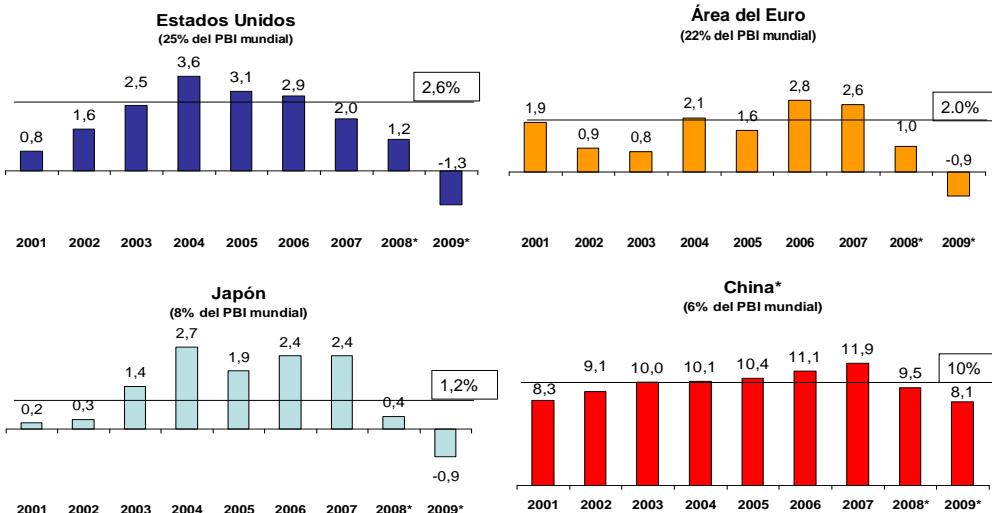 Estados Unidos
(25% del PBI mundial)
0,8 1,6 2,5 3,6 3,1 2,9 2,0 1,2 -1,3
2,6%
2001 2002 2003 2004 2005 2006 2007 2008* 2009*
Área del Euro
(22% del PBI mundial)
1,9 0,9 0,8 2,1 1,6 2,8 2,6 1,0 -0,9
2.0%
2001 2002 2003 2004 2005 2006 2007 2008* 2009*
Japón
(8% del PBI mundial)
0,2 0,3 1,4 2,7 1,9 2,4 2,4 0,4 -0,9
1,2%
2001 2002 2003 2004 2005 2006 2007 2008* 2009*
China*
(6% del PBI mundial)
8,3 9,1 10,0 10,1 10,4 11,1 11,9 9,5 8,1
10%
2001 2002 2003 2004 2005 2006 2007 2008* 2009*